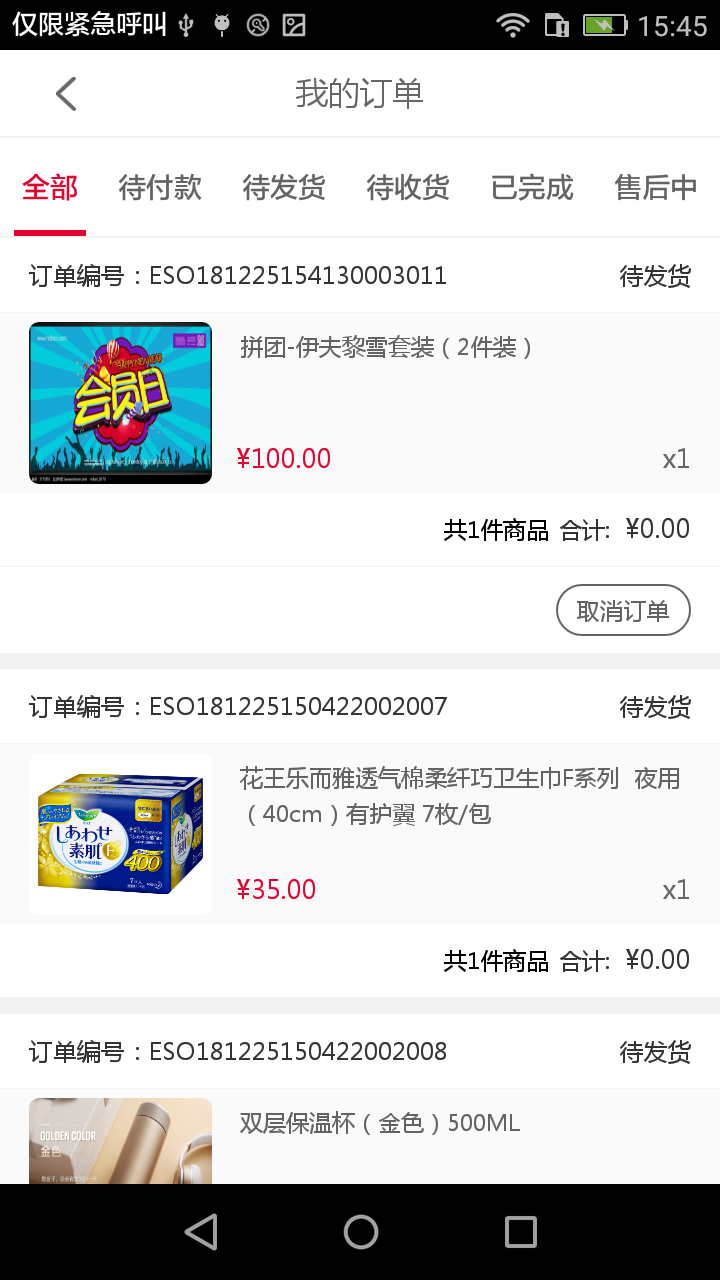 仅限紧急呼叫 15:45
我的订单
全部 待付款 待发货 待收货 已完成 售后中
订单编号：ESO181225154130003011 待发货
HAPPY NEW YEAR
会员日
拼团-伊夫黎雪套装（2件装）
¥100.00 x1
共1件商品 合计: ¥0.00
取消订单
订单编号：ESO181225150422002007 待发货
花王乐而雅透气棉柔纤巧卫生巾F系列 夜用
（40cm）有护翼 7枚/包
しあわせ
素肌
F
400
¥35.00 x1
共1件商品 合计: ¥0.00
订单编号：ESO181225150422002008 待发货
GOLDEN COLOR
金色
双层保温杯（金色）500ML